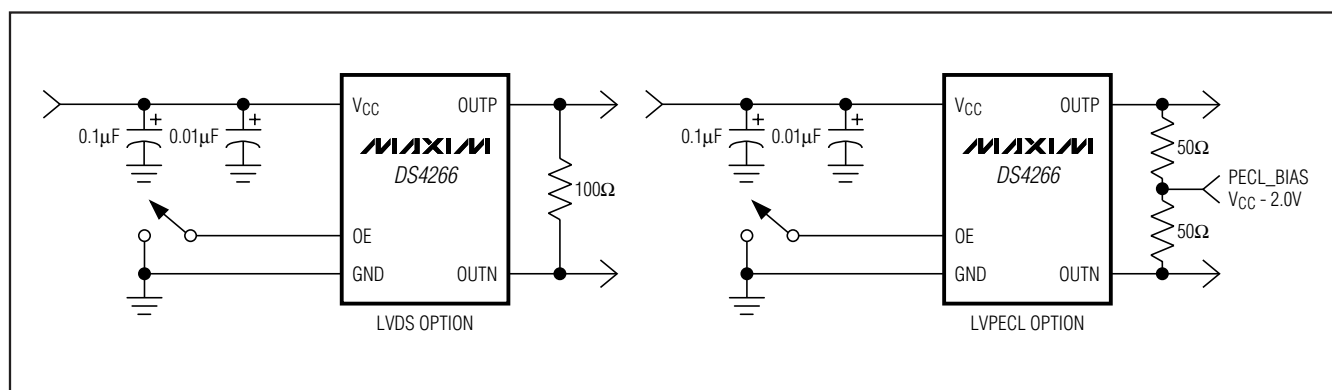 VCC OUTP
0.1µF + 0.01µF +
MAXIM
DS4266
100Ω
OE
GND OUTN
LVDS OPTION
VCC OUTP
0.1µF + 0.01µF +
MAXIM
DS4266
50Ω
PECL_BIAS
VCC - 2.0V
50Ω
OE
GND OUTN
LVPECL OPTION